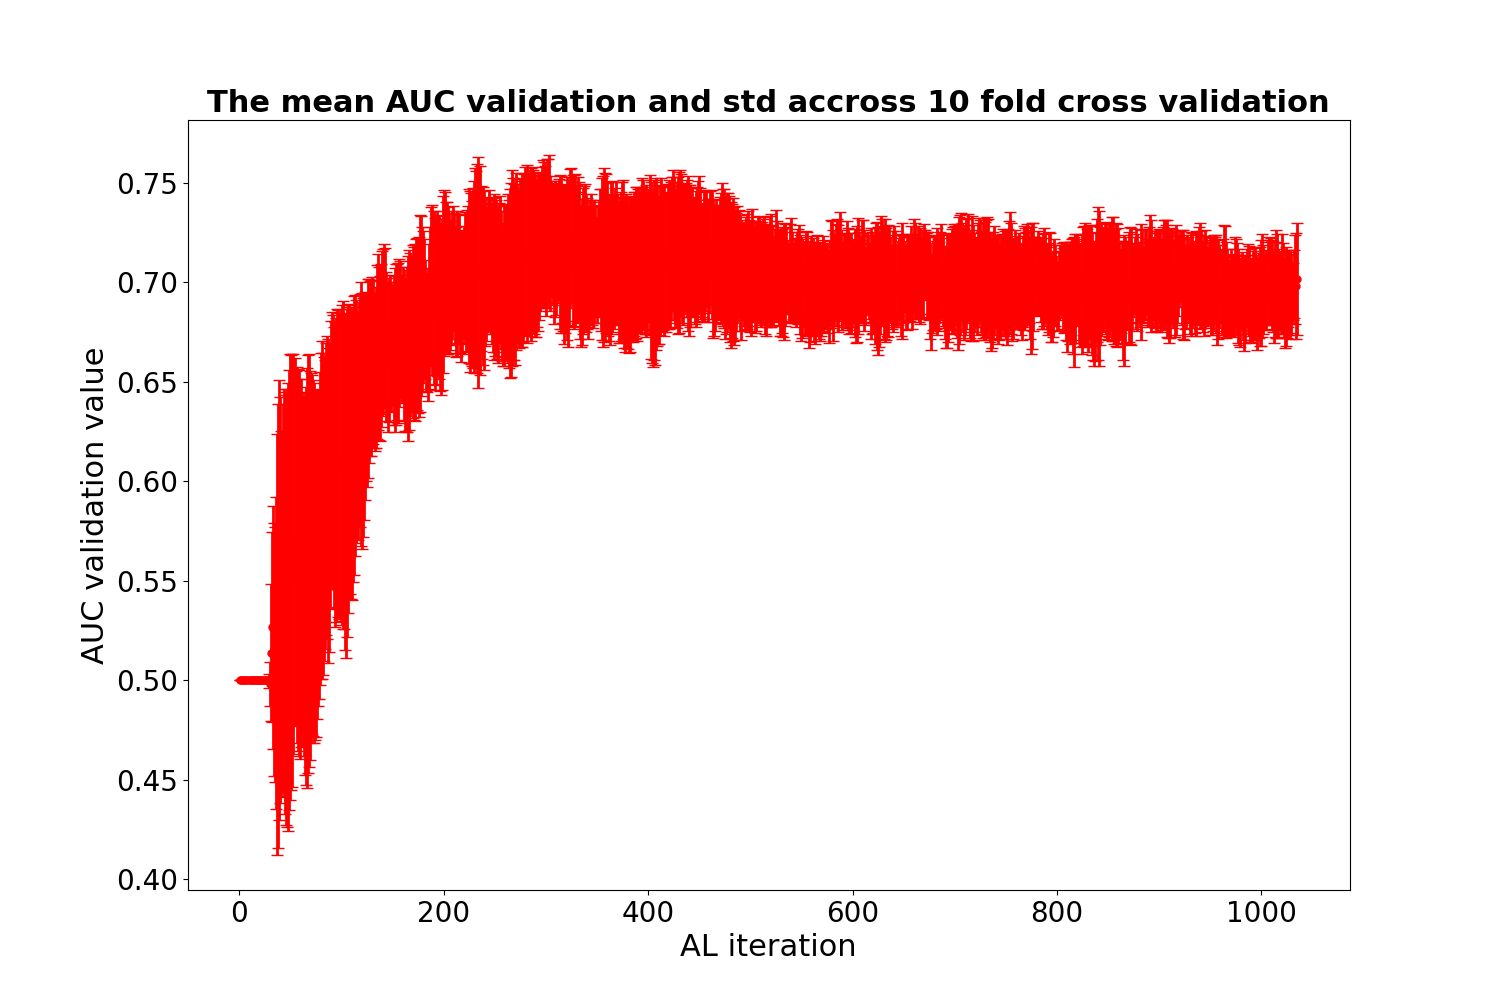 The mean AUC validation and std accross 10 fold cross validation
0.75
0.70
0.65
0.60
0.55
0.50
0.45
0.40
AUC validation value
0 200 400 600 800 1000
AL iteration